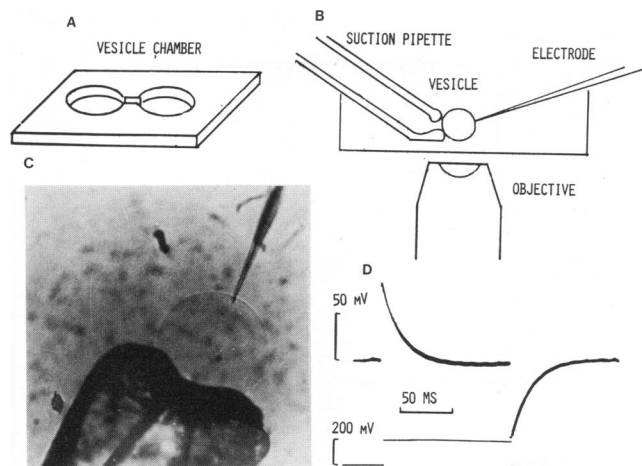 A
VESICLE CHAMBER
B
SUCTION PIPETTE
VESICLE
ELECTRODE
OBJECTIVE
C
D
50 mV
50 MS
200 mV